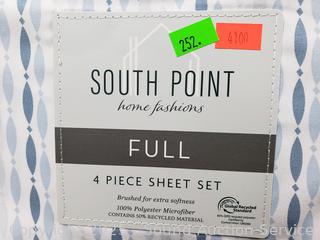 252.
4300
SOUTH POINT
home fashions
FULL
4 PIECE SHEET SET
Brushed for extra softness
100% Polyester Microfiber
CONTAINS 50% RECYCLED MATERIAL
Global Recycled
Standard